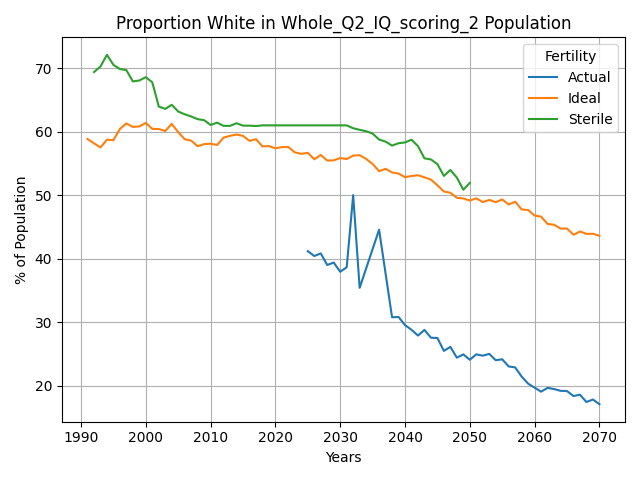 Proportion White in Whole_Q2_IQ_scoring_2 Population
Fertility
Actual
Ideal
Sterile
% of Population
70
60
50
40
30
20
1990 2000 2010 2020 2030 2040 2050 2060 2070
Years